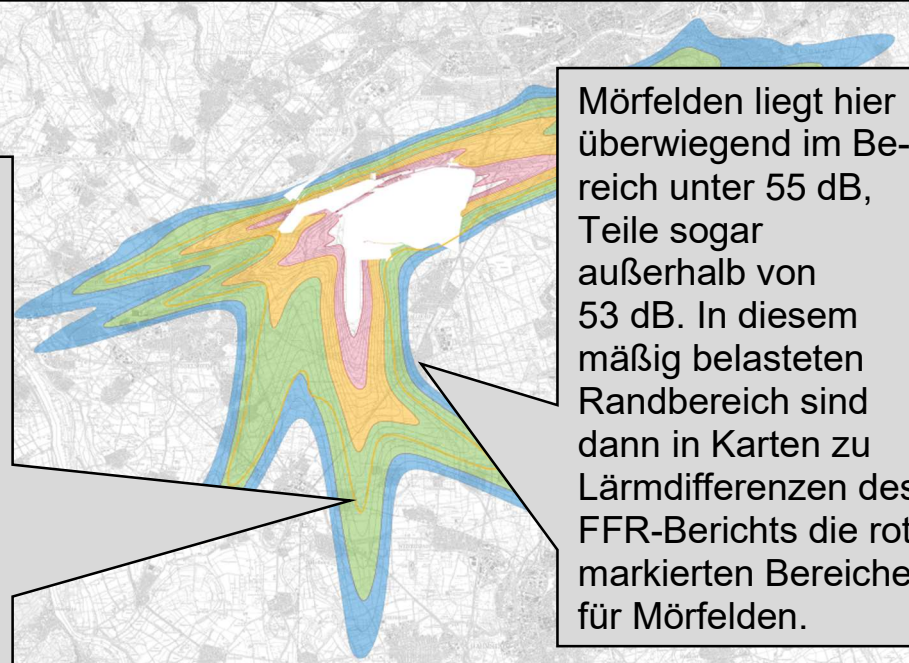 Mörfelden liegt hier
überwiegend im Be-
reich unter 55 dB,
Teile sogar
außerhalb von
53 dB. In diesem
mäßig belasteten
Randbereich sind
dann in Karten zu
Lärmdifferenzen des
FFR-Berichts die rot
markierten Bereiche
für Mörfelden.